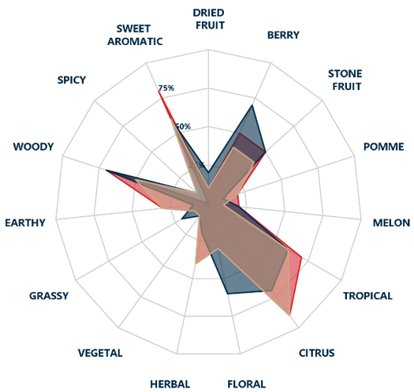 DRIED
FRUIT
SWEET
AROMATIC
BERRY
SPICY
STONE
FRUIT
75%
50%
WOODY
POMME
EARTHY
MELON
GRASSY
TROPICAL
VEGETAL
CITRUS
HERBAL
FLORAL